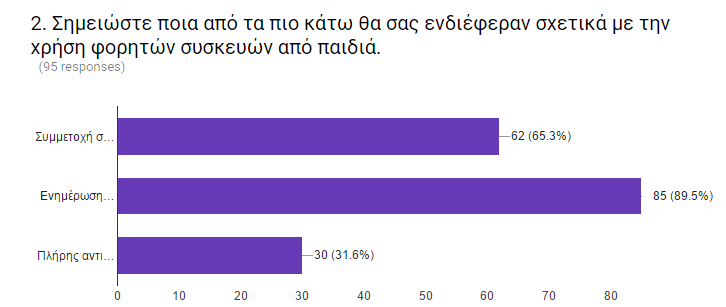 2. Σημειώστε ποια από τα πιο κάτω θα σας ενδιέφεραν σχετικά με την
χρήση φορητών συσκευών από παιδιά.
(95 responses)
Συμμετοχή σ...
62 (65.3%)
Ενημέρωση...
85 (89.5%)
Πλήρης αντι...
30 (31.6%)
0 10 20 30 40 50 60 70 80